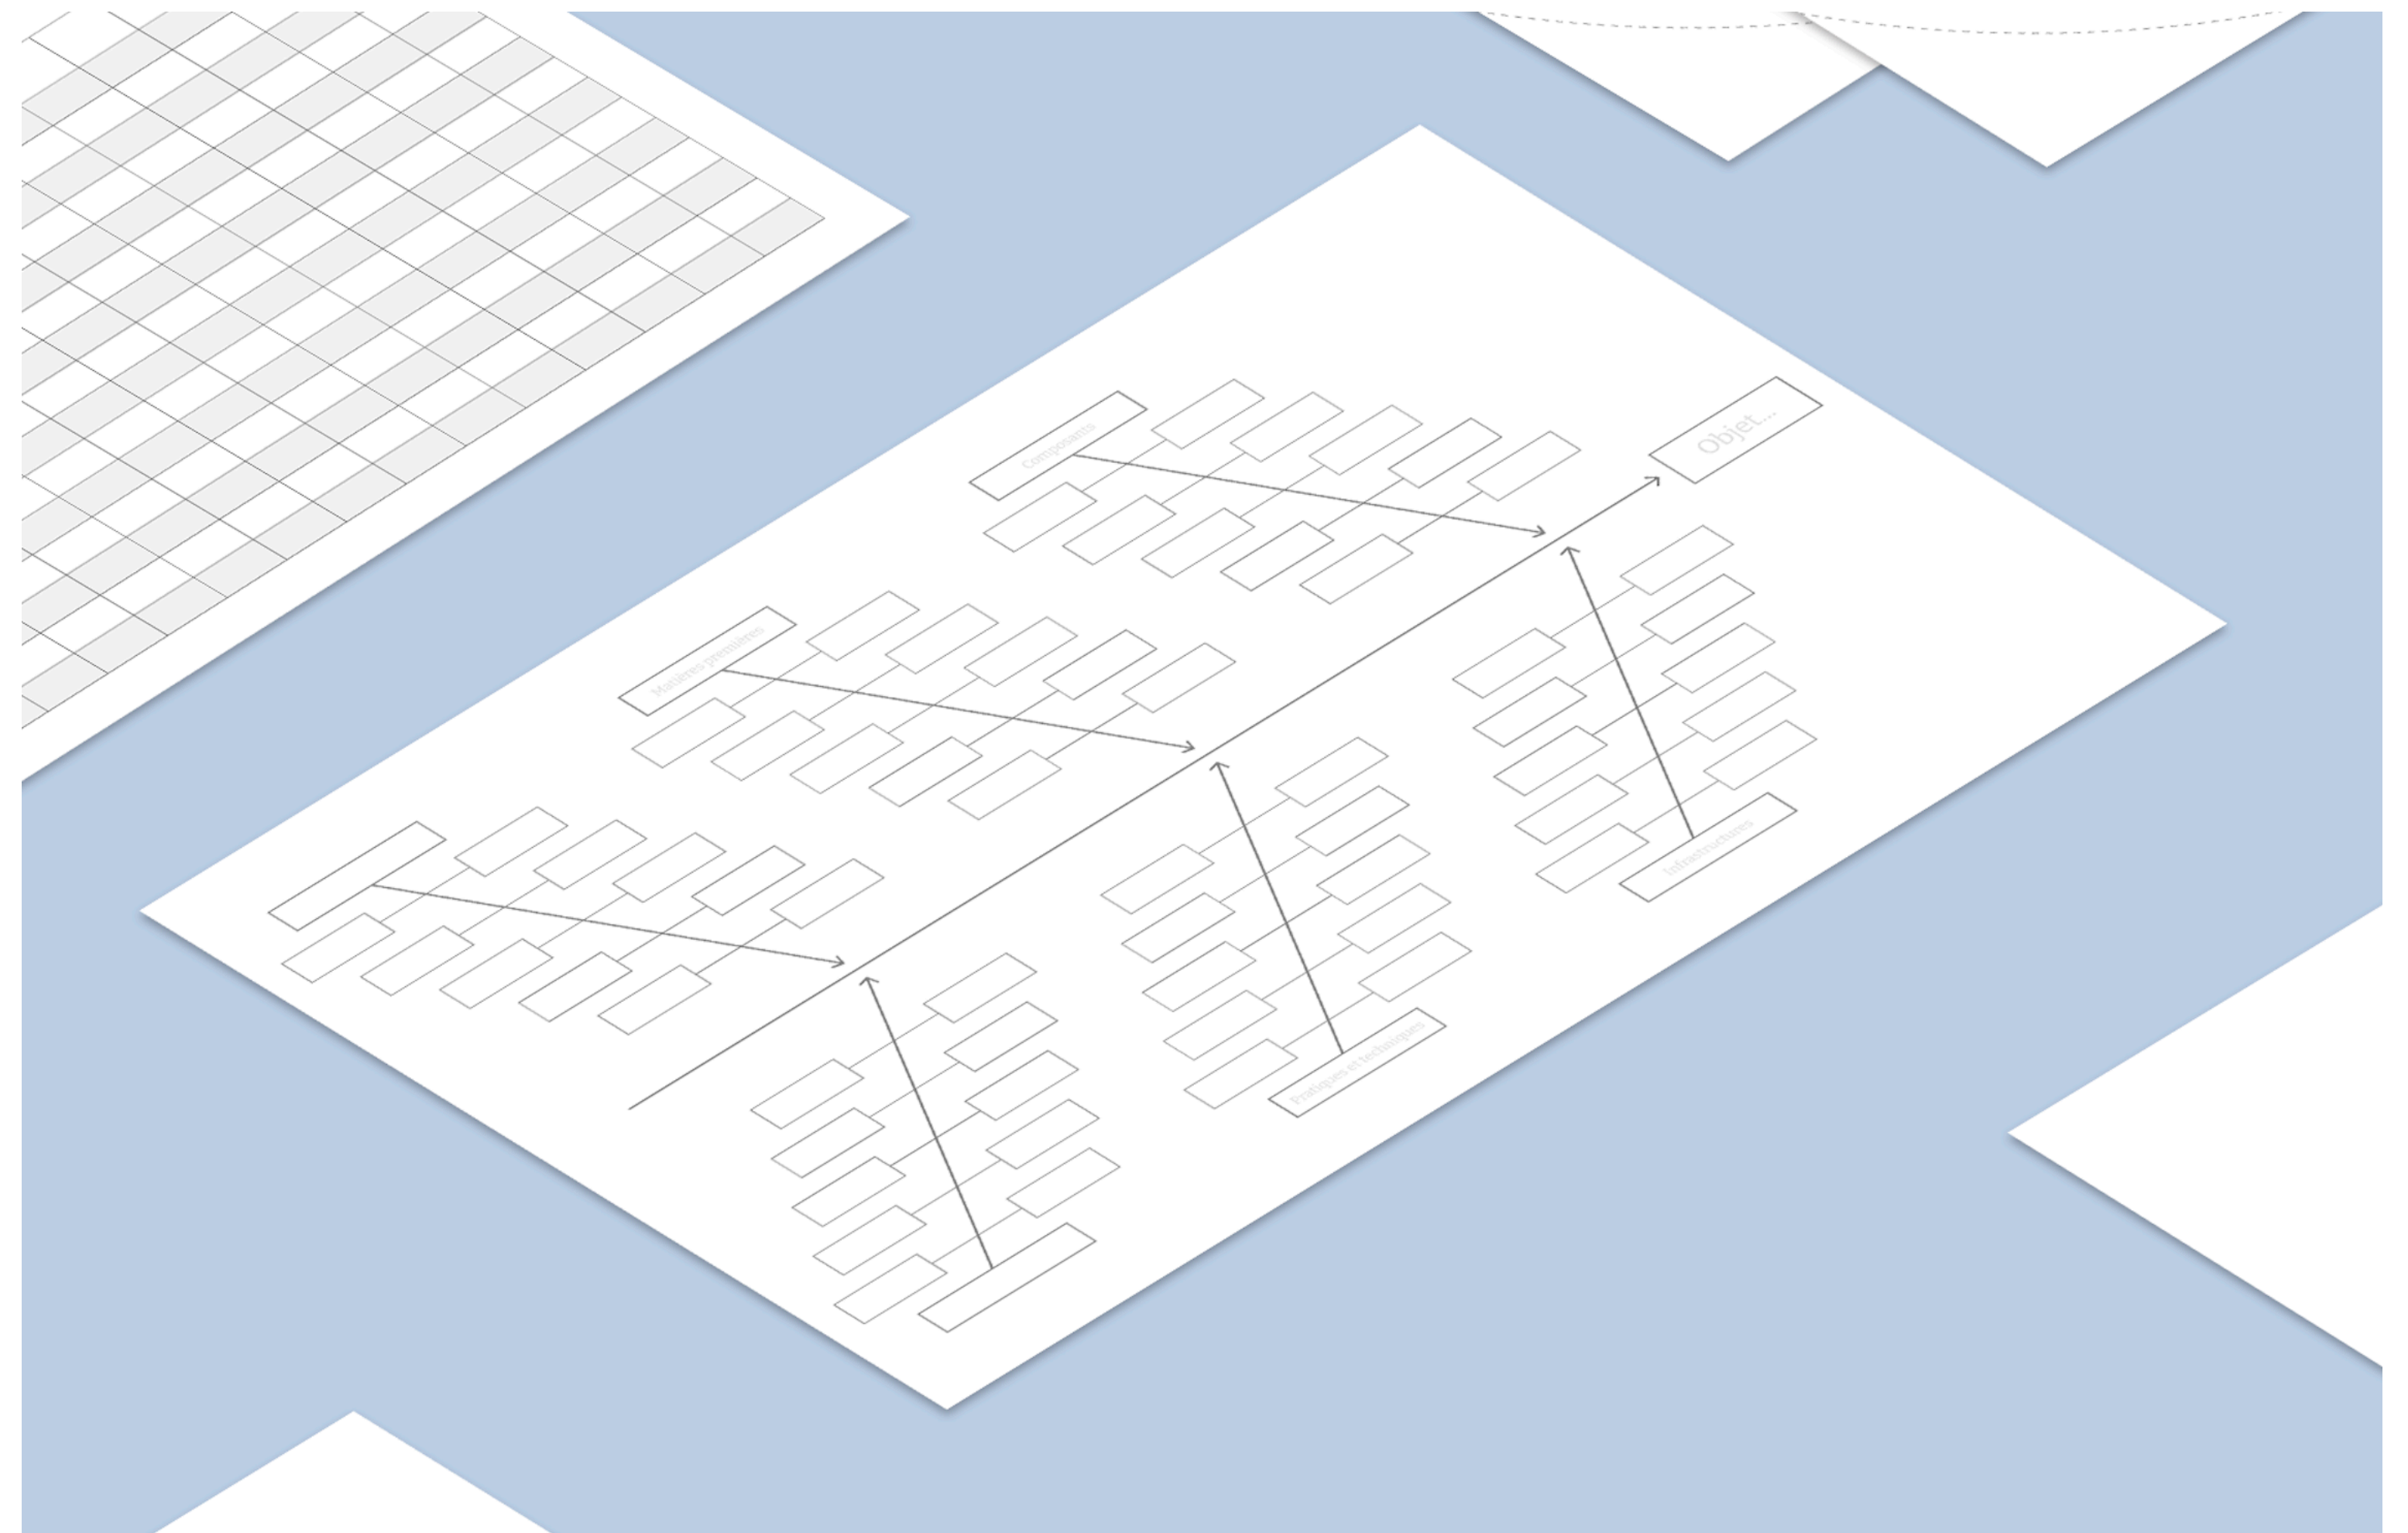 Objet...
Composants
Matières premières
Infrastructures
Pratiques et techniques